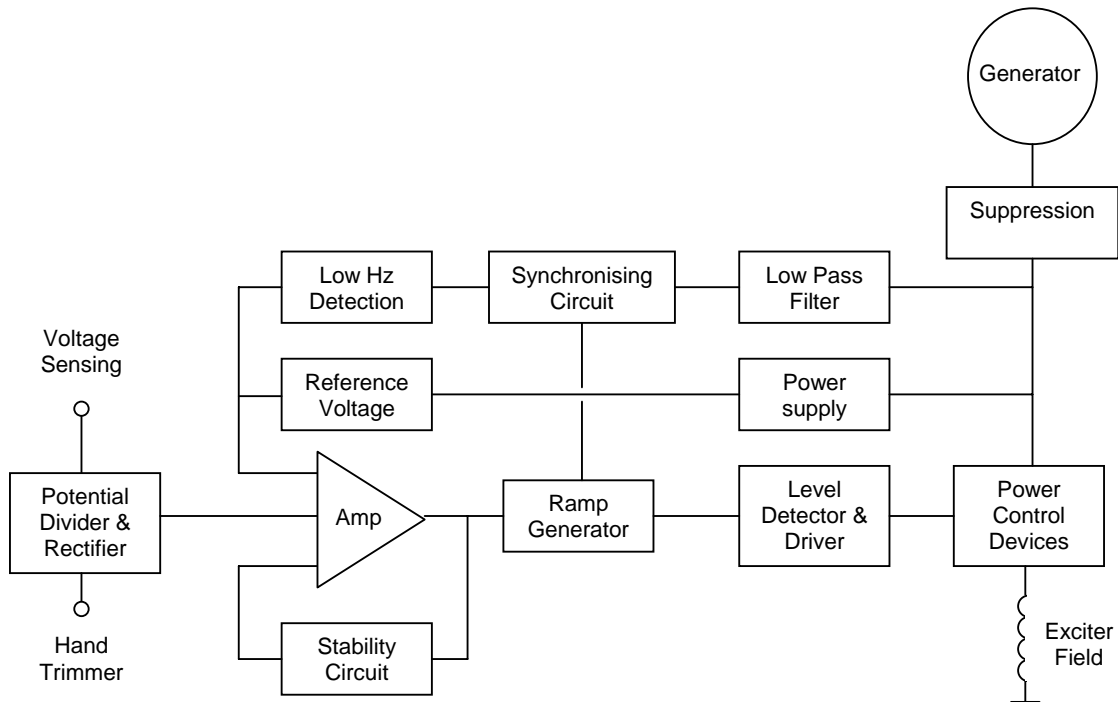 Generator
Suppression
Low Hz
Detection
Synchronising
Circuit
Low Pass
Filter
Voltage
Sensing
Reference
Voltage
Power
supply
Potential
Divider &
Rectifier
Amp
Ramp
Generator
Level
Detector &
Driver
Power
Control
Devices
Hand
Trimmer
Stability
Circuit
Exciter
Field